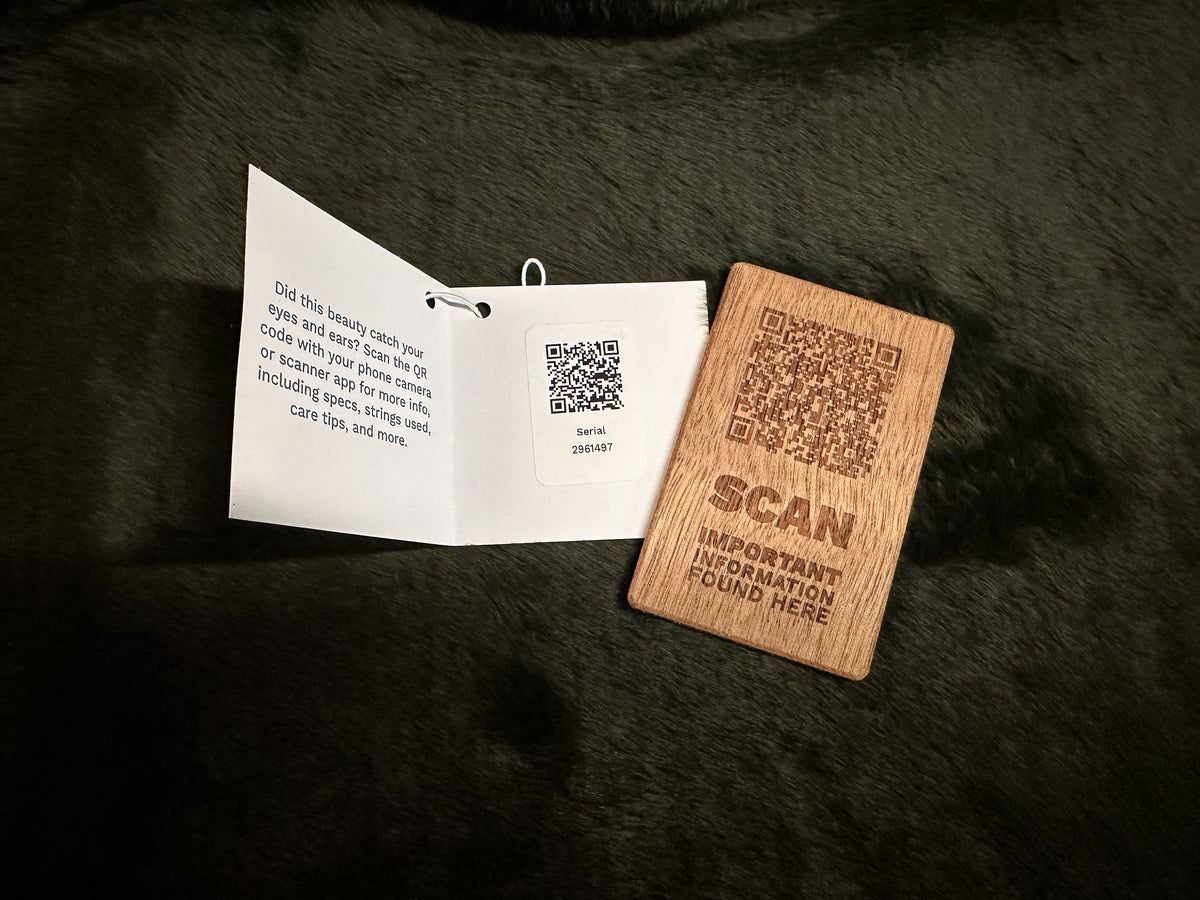 Did this beauty catch your
eyes and ears? Scan the QR
code with your phone camera
or scanner app for more info,
including specs, strings used,
care tips, and more.
Serial
2961497
SCAN
IMPORTANT
INFORMATION
FOUND HERE